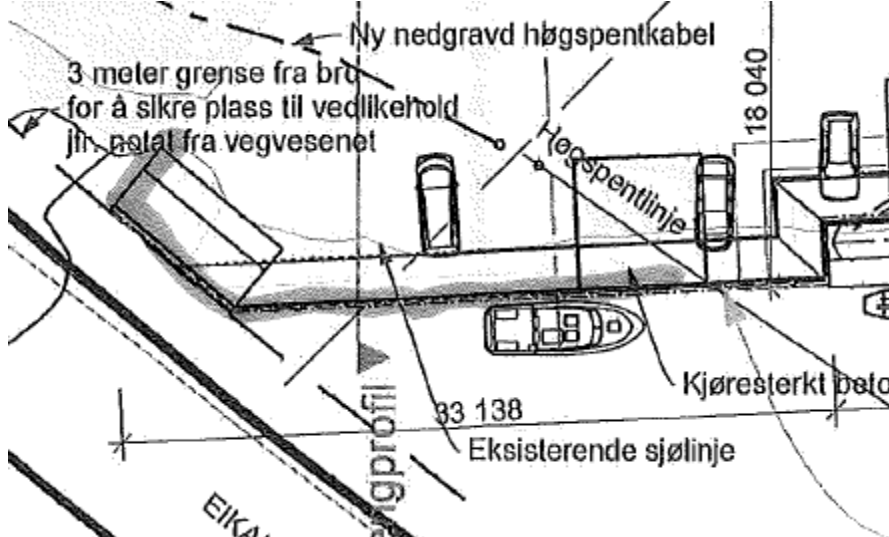 Ny nedgravd høgspentkabel
3 meter grense fra bro
for å sikre plass til vedlikehold
jfr. notat fra vegvesenet
Høgspentlinje
18 040
Kjøresterkt
33 138
Eksisterende sjølinje